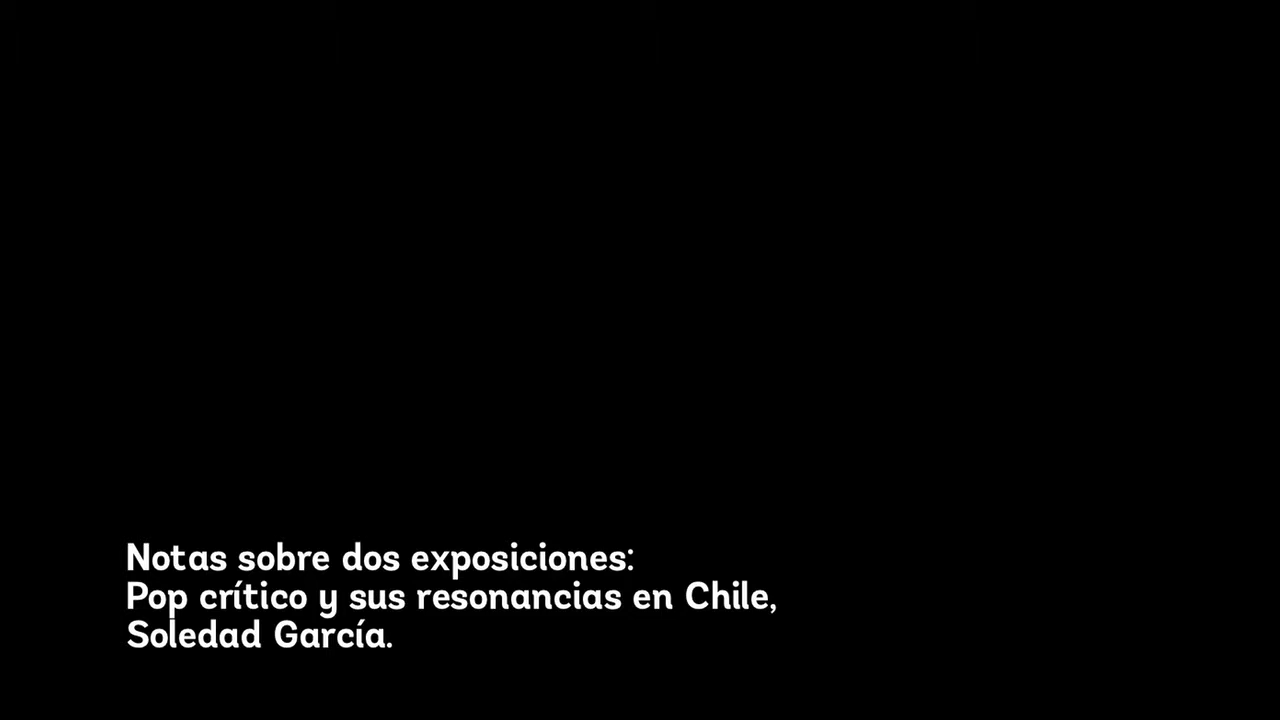 Notas sobre dos exposiciones:
Pop crítico y sus resonancias en Chile,
Soledad García.